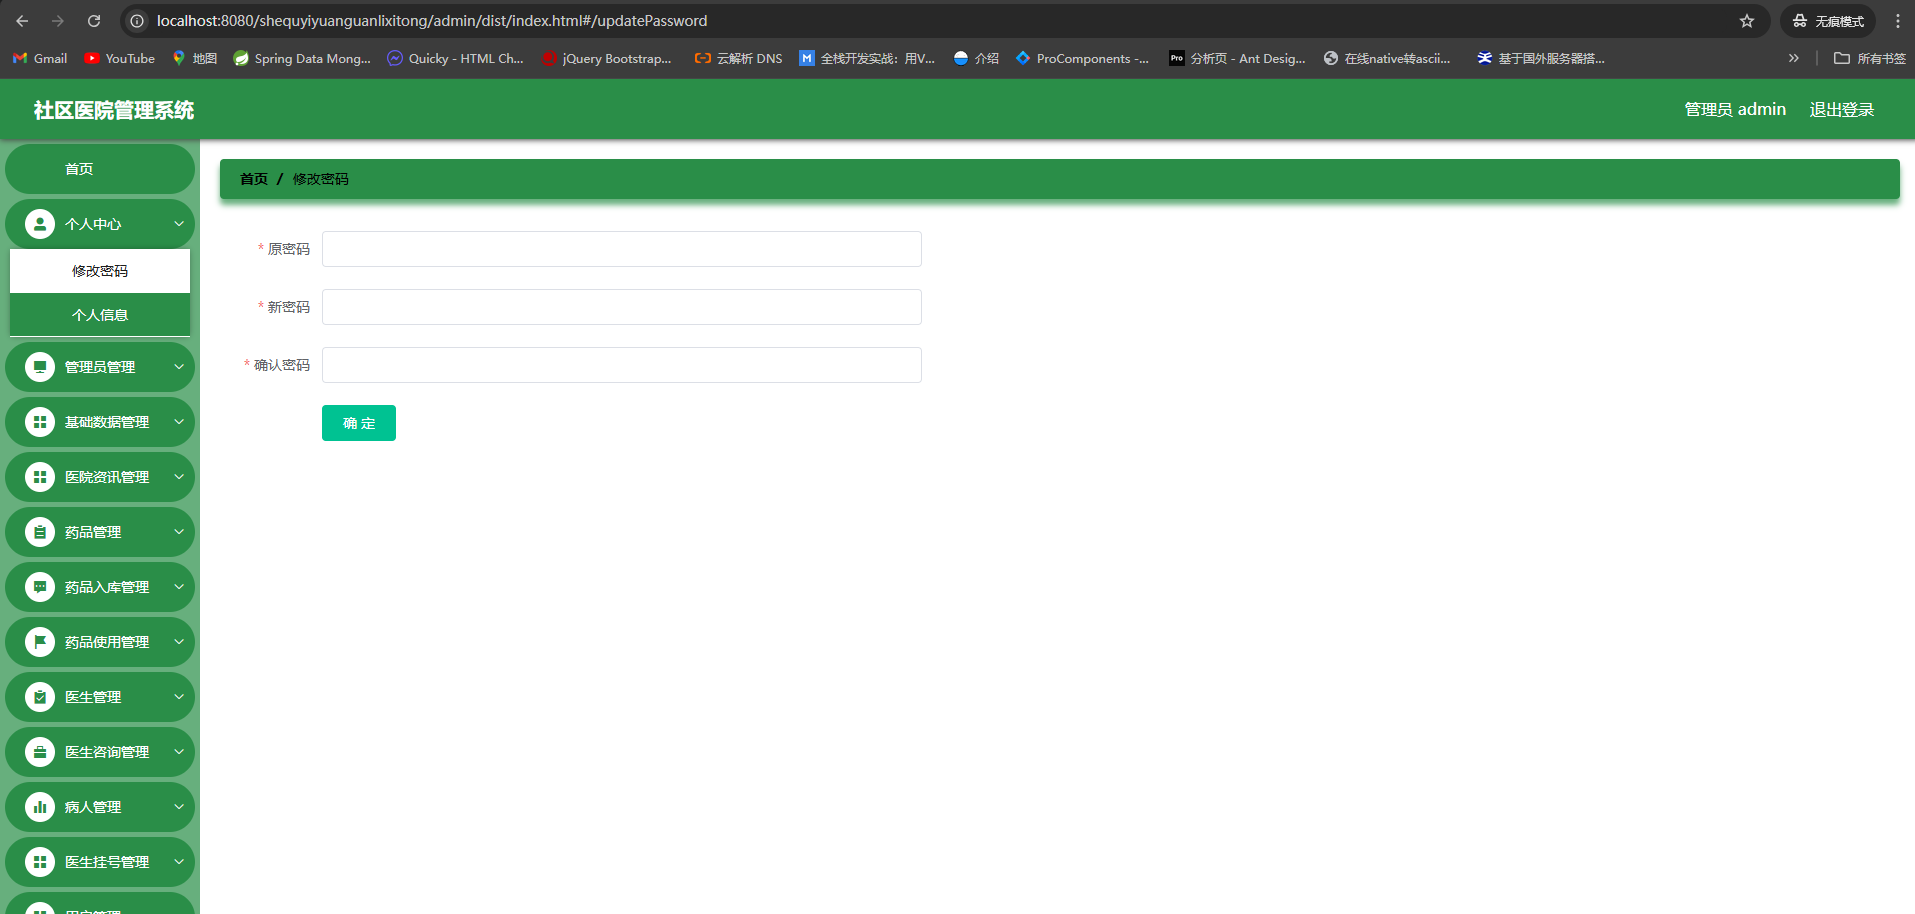 localhost:8080/shequyiyuanguanlixitong/admin/dist/index.html#/updatePassword
无痕模式
Gmail
YouTube
地图
Spring Data Mong...
Quicky - HTML Ch...
jQuery Bootstrap...
云解析 DNS
M
全栈开发实战：用V...
介绍
ProComponents -...
Pro
分析页 - Ant Desig...
在线native转ascii...
基于国外服务器搭...
所有书签
社区医院管理系统
管理员 admin
退出登录
首页
个人中心
修改密码
个人信息
管理员管理
基础数据管理
医院资讯管理
药品管理
药品入库管理
药品使用管理
医生管理
医生咨询管理
病人管理
医生挂号管理
首页 / 修改密码
* 原密码
* 新密码
* 确认密码
确 定